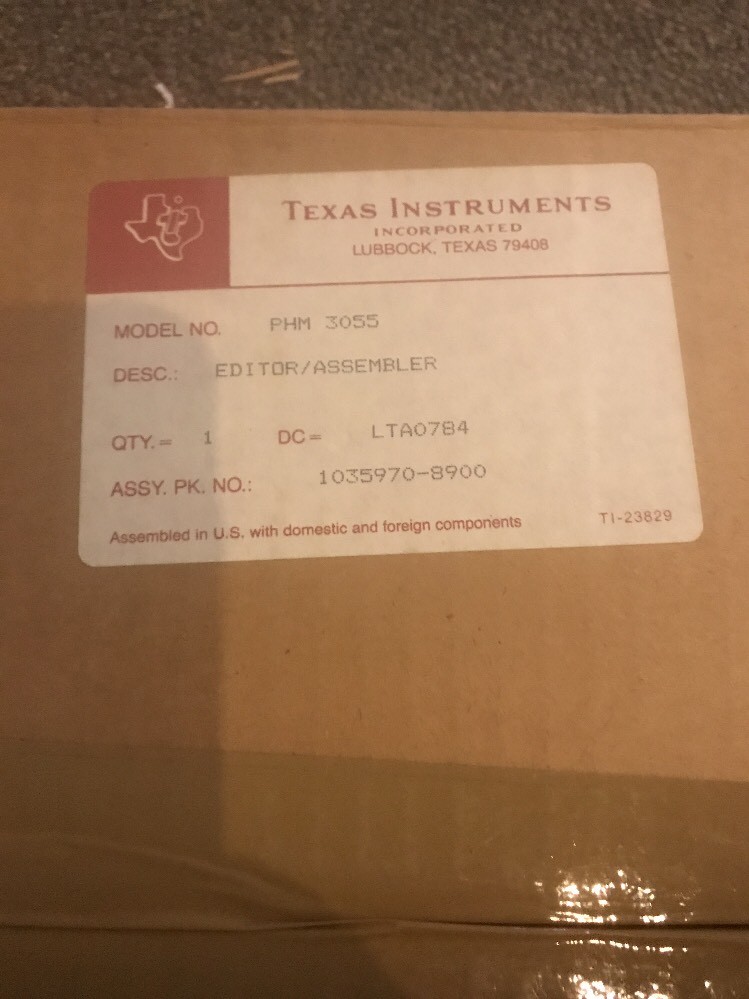 TEXAS INSTRUMENTS
INCORPORATED
LUBBOCK, TEXAS 79408
MODEL NO. PHM 3055
DESC.: EDITOR/ASSEMBLER
QTY.= 1 DC= LTA0784
ASSY. PK. NO.: 1035970-8900
Assembled in U.S. with domestic and foreign components TI-23829